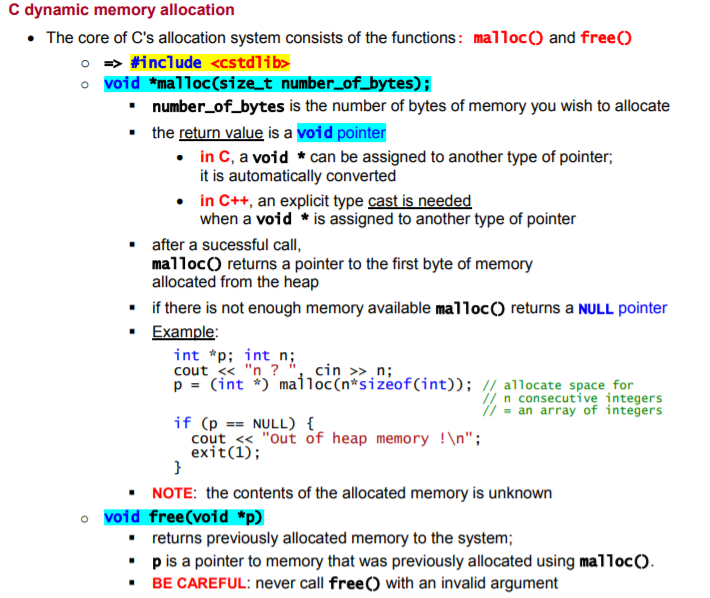 C dynamic memory allocation
• The core of C's allocation system consists of the functions: malloc() and free()
o => #include <cstdlib>
o void *malloc(size_t number_of_bytes);
▪ number_of_bytes is the number of bytes of memory you wish to allocate
▪ the return value is a void pointer
• in C, a void * can be assigned to another type of pointer;
it is automatically converted
• in C++, an explicit type cast is needed
when a void * is assigned to another type of pointer
▪ after a sucessful call,
malloc() returns a pointer to the first byte of memory
allocated from the heap
▪ if there is not enough memory available malloc() returns a NULL pointer
▪ Example:
int *p; int n;
cout << "n ? ", cin >> n;
p = (int *) malloc(n*sizeof(int)); // allocate space for
// n consecutive integers
// = an array of integers
if (p == NULL) {
cout << "Out of heap memory !\n";
exit(1);
}
▪ NOTE: the contents of the allocated memory is unknown
o void free(void *p)
▪ returns previously allocated memory to the system;
▪ p is a pointer to memory that was previously allocated using malloc().
▪ BE CAREFUL: never call free() with an invalid argument